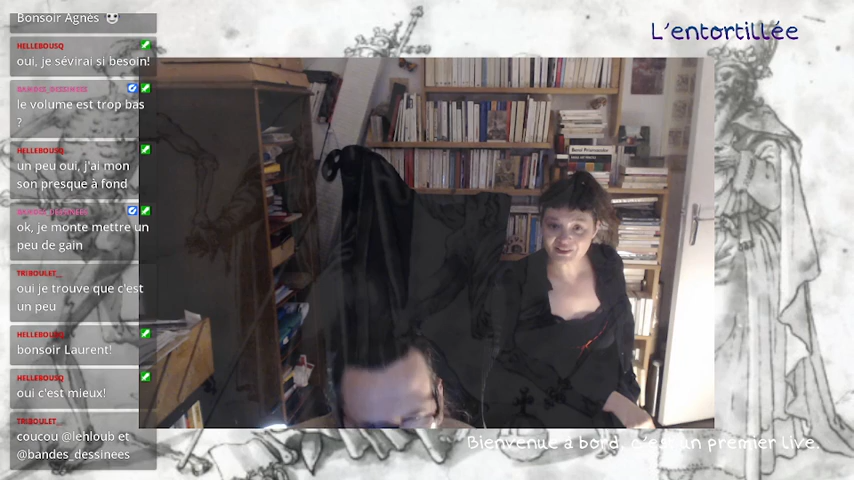 Bonsoir Agnès
HELLEBOUSQ
oui, je sévirai si besoin!
BANDES_DESSINEES
le volume est trop bas
?
HELLEBOUSQ
un peu oui, j'ai mon
son presque à fond
BANDES_DESSINEES
ok, je monte mettre un
peu de gain
TRIBOULET_
oui je trouve que c'est
un peu
HELLEBOUSQ
bonsoir Laurent!
HELLEBOUSQ
oui c'est mieux!
TRIBOULET_
coucou @lehloub et
@bandes_dessinees
L'entortillée
Bienvenue à bord, c'est un premier live.